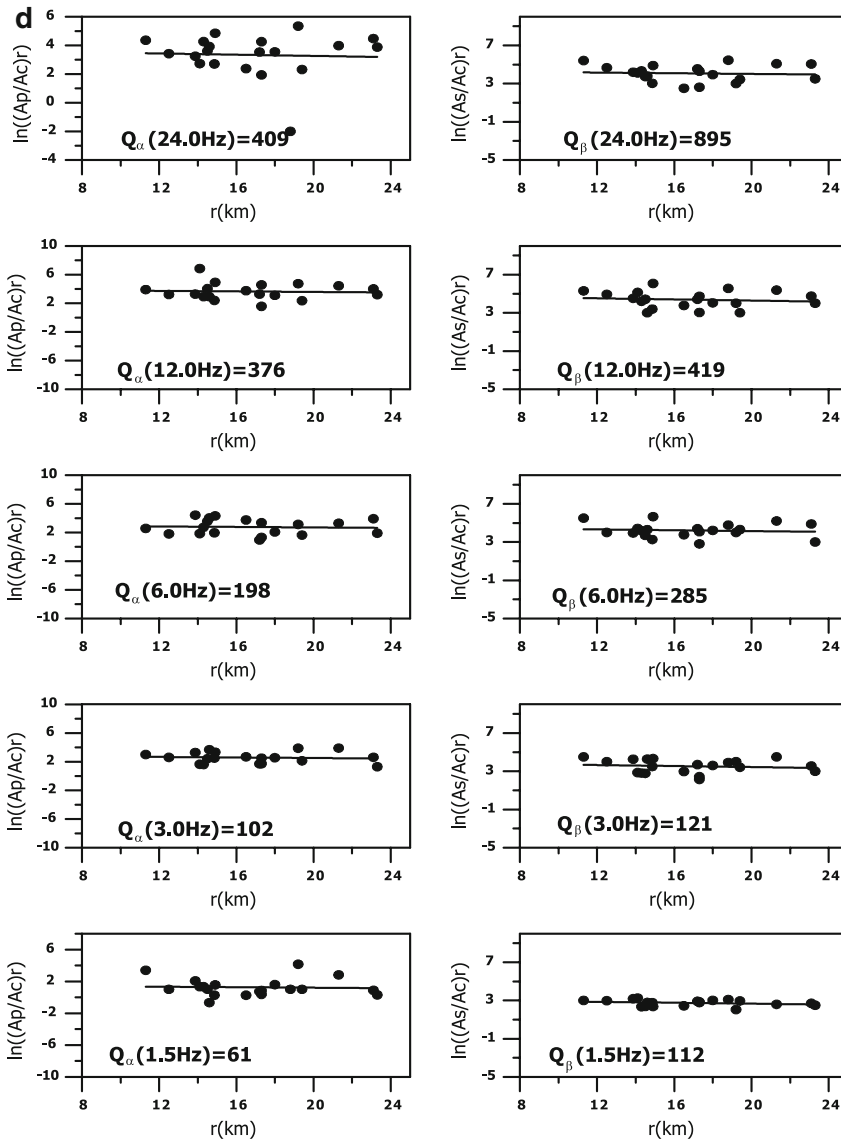 d
ln((Ap/Ac)r)
6
4
2
0
-2
-4
Qα(24.0Hz)=409
8 12 16 20 24
r(km)
ln((As/Ac)r)
7
3
-1
-5
Qβ(24.0Hz)=895
8 12 16 20 24
r(km)
ln((Ap/Ac)r)
10
6
2
-2
-6
-10
Qα(12.0Hz)=376
8 12 16 20 24
r(km)
ln((As/Ac)r)
7
3
-1
-5
Qβ(12.0Hz)=419
8 12 16 20 24
r(km)
ln((Ap/Ac)r)
10
6
2
-2
-6
-10
Qα(6.0Hz)=198
8 12 16 20 24
r(km)
ln((As/Ac)r)
7
3
-1
-5
Qβ(6.0Hz)=285
8 12 16 20 24
r(km)
ln((Ap/Ac)r)
10
6
2
-2
-6
-10
Qα(3.0Hz)=102
8 12 16 20 24
r(km)
ln((As/Ac)r)
7
3
-1
-5
Qβ(3.0Hz)=121
8 12 16 20 24
r(km)
ln((Ap/Ac)r)
6
2
-2
-6
-10
Qα(1.5Hz)=61
8 12 16 20 24
r(km)
ln((As/Ac)r)
7
3
-1
-5
Qβ(1.5Hz)=112
8 12 16 20 24
r(km)